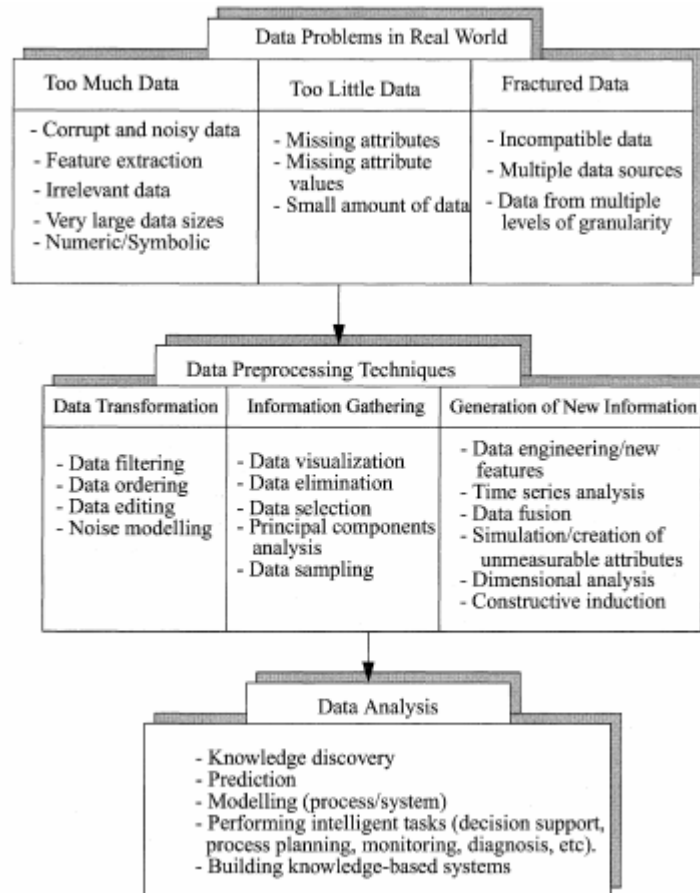 Data Problems in Real World
Too Much Data
- Corrupt and noisy data
- Feature extraction
- Irrelevant data
- Very large data sizes
- Numeric/Symbolic
Too Little Data
- Missing attributes
- Missing attribute
values
- Small amount of data
Fractured Data
- Incompatible data
- Multiple data sources
- Data from multiple
levels of granularity
Data Preprocessing Techniques
Data Transformation
- Data filtering
- Data ordering
- Data editing
- Noise modelling
Information Gathering
- Data visualization
- Data elimination
- Data selection
- Principal components
analysis
- Data sampling
Generation of New Information
- Data engineering/new
features
- Time series analysis
- Data fusion
- Simulation/creation of
unmeasurable attributes
- Dimensional analysis
- Constructive induction
Data Analysis
- Knowledge discovery
- Prediction
- Modelling (process/system)
- Performing intelligent tasks (decision support,
process planning, monitoring, diagnosis, etc).
- Building knowledge-based systems